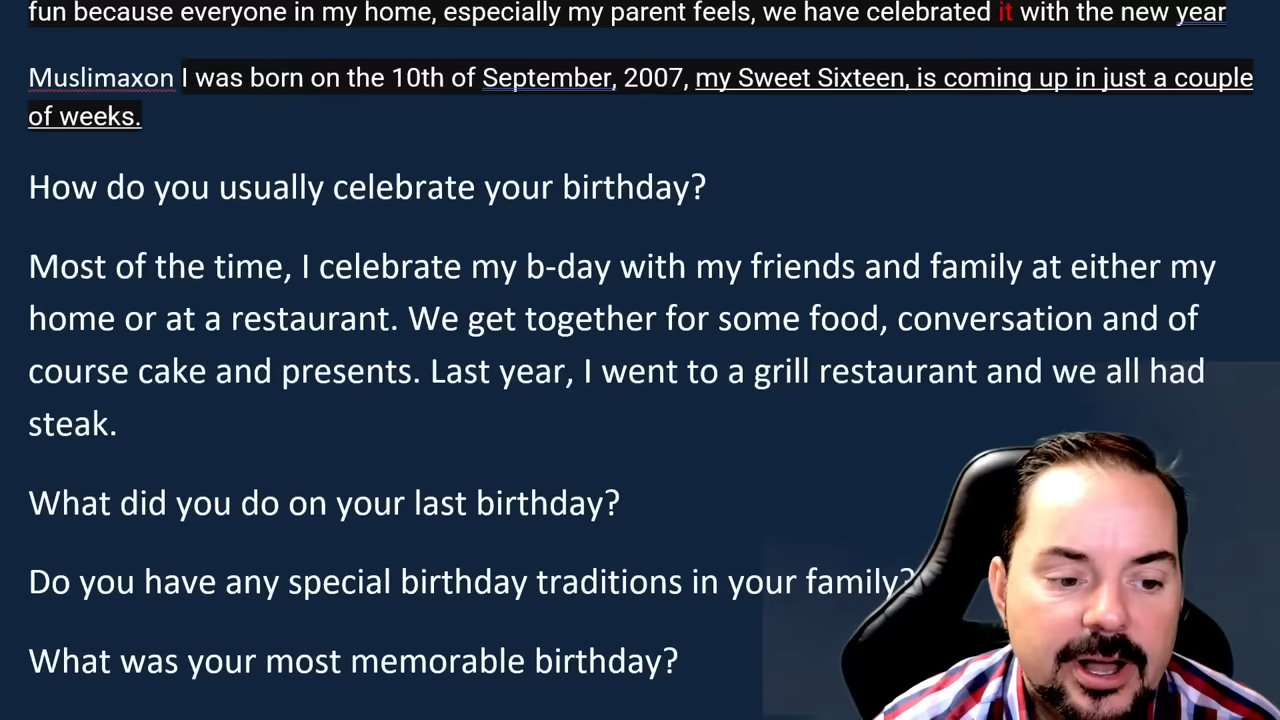 fun because everyone in my home, especially my parent feels, we have celebrated it with the new year
Muslimaxon I was born on the 10th of September, 2007, my Sweet Sixteen, is coming up in just a couple
of weeks.
How do you usually celebrate your birthday?
Most of the time, I celebrate my b-day with my friends and family at either my
home or at a restaurant. We get together for some food, conversation and of
course cake and presents. Last year, I went to a grill restaurant and we all had
steak.
What did you do on your last birthday?
Do you have any special birthday traditions in your family?
What was your most memorable birthday?